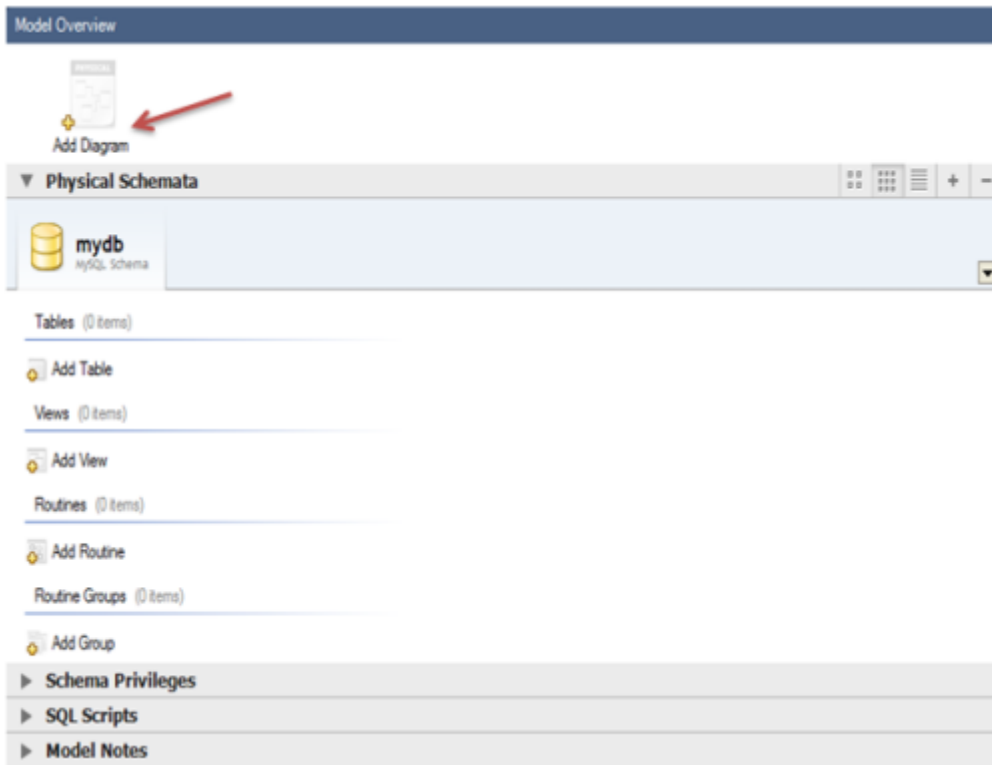 Model Overview
PHYSICAL
Add Diagram
Physical Schemata
mydb
MySQL Schema
Tables (0 items)
Add Table
Views (0 items)
Add View
Routines (0 items)
Add Routine
Routine Groups (0 items)
Add Group
Schema Privileges
SQL Scripts
Model Notes